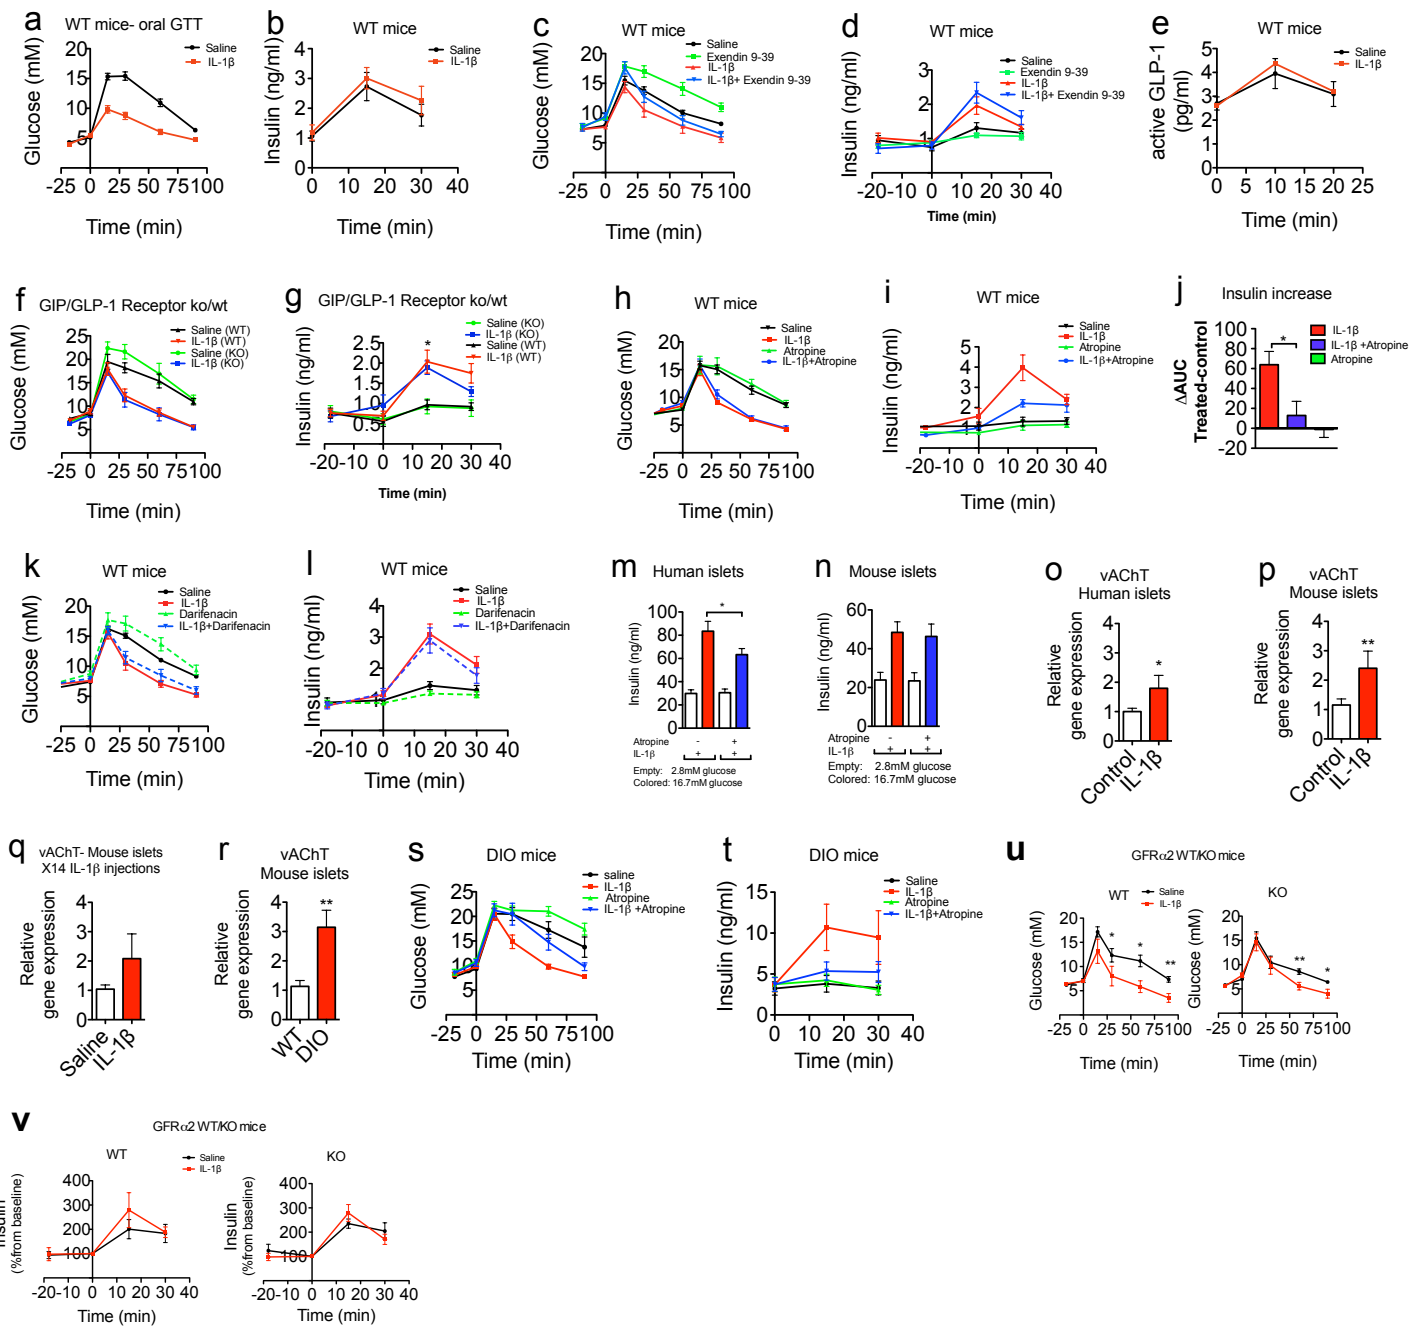 a
WT mice- oral GTT
Glucose (mM)
20
15
10
5
-25 0 25 50 75100
Time (min)
Saline
IL-1β
b
WT mice
Insulin (ng/ml)
4
3
2
1
0
0 10 20 30 40
Time (min)
Saline
IL-1β
c
WT mice
Glucose (mM)
20
15
10
5
-25 0 25 50 75 100
Time (min)
Saline
Exendin 9-39
IL-1β
IL-1β+ Exendin 9-39
d
WT mice
Insulin (ng/ml)
3
2
1
-20 -10 0 10 20 30 40
Time (min)
Saline
Exendin 9-39
IL-1β
IL-1β+ Exendin 9-39
e
WT mice
active GLP-1
(pg/ml)
5
4
3
2
1
0
0 5 10 15 20 25
Time (min)
Saline
IL-1β
f
GIP/GLP-1 Receptor ko/wt
Glucose (mM)
25
20
15
10
5
-25 0 25 50 75 100
Time (min)
Saline (WT)
IL-1β (WT)
Saline (KO)
IL-1β (KO)
g
GIP/GLP-1 Receptor ko/wt
Insulin (ng/ml)
2.5
2.0
1.5
1.0
0.5
*
-20-10 0 10 20 30 40
Time (min)
Saline (KO)
IL-1β (KO)
Saline (WT)
IL-1β (WT)
h
WT mice
Glucose (mM)
20
15
10
5
-25 0 25 50 75 100
Time (min)
Saline
IL-1β
Atropine
IL-1β+Atropine
i
WT mice
Insulin (ng/ml)
5
4
3
2
1
-20 0 20 40
Time (min)
Saline
IL-1β
Atropine
IL-1β+Atropine
j
Insulin increase
ΔAUC
Treated-control
100
80
60
40
20
0
-20
*
IL-1β
IL-1β +Atropine
Atropine
k
WT mice
Glucose (mM)
20
15
10
5
-25 0 25 50 75 100
Time (min)
Saline
IL-1β
Darifenacin
IL-1β+Darifenacin
l
WT mice
Insulin (ng/ml)
4
3
2
1
-20-10 0 10 20 30 40
Time (min)
Saline
IL-1β
Darifenacin
IL-1β+Darifenacin
m
Human islets
Insulin (ng/ml)
100
80
60
40
20
0
*
Atropine - +
IL-1β + +
Empty: 2.8mM glucose
Colored: 16.7mM glucose
n
Mouse islets
Insulin (ng/ml)
60
40
20
0
Atropine - +
IL-1β + +
Empty: 2.8mM glucose
Colored: 16.7mM glucose
o
vAChT
Human islets
Relative
gene expression
4
3
2
1
0
*
Control
IL-1β
p
vAChT
Mouse islets
Relative
gene expression
4
3
2
1
0
**
Control
IL-1β
q
vAChT- Mouse islets
X14 IL-1β injections
Relative
gene expression
4
3
2
1
0
Saline
IL-1β
r
vAChT
Mouse islets
Relative
gene expression
4
3
2
1
0
**
WT
DIO
s
DIO mice
Glucose (mM)
25
20
15
10
5
-25 0 25 50 75 100
Time (min)
saline
IL-1β
Atropine
IL-1β +Atropine
t
DIO mice
Insulin (ng/ml)
15
10
5
0
0 10 20 30 40
Time (min)
Saline
IL-1β
Atropine
IL-1β+Atropine
u
GFRα2 WT/KO mice
WT
Saline
IL-1β
Glucose (mM)
20
15
10
5
* * **
-25 0 25 50 75 100
Time (min)
KO
Glucose (mM)
20
15
10
5
** *
-25 0 25 50 75 100
Time (min)
v
GFRα2 WT/KO mice
WT
Saline
IL-1β
Insulin
(%from baseline)
400
300
200
100
-20-10 0 10 20 30 40
Time (min)
KO
Insulin
(%from baseline)
400
300
200
100
-20-10 0 10 20 30 40
Time (min)